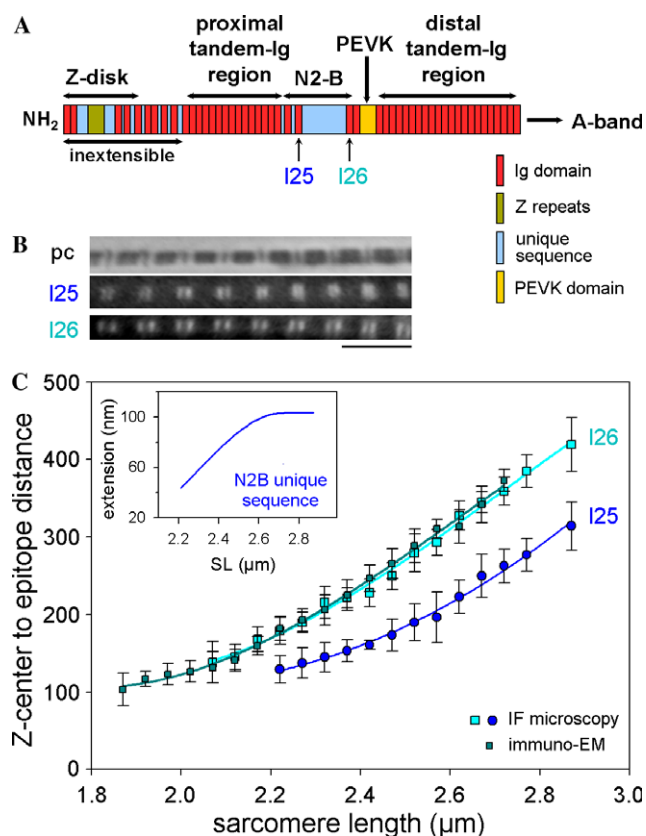 A
proximal
tandem-Ig
region
PEVK
distal
tandem-Ig
region
Z-disk
N2-B
NH2
A-band
inextensible
I25
I26
Ig domain
Z repeats
unique
sequence
PEVK domain
B
pc
I25
I26
C
500
400
300
200
100
0
Z-center to epitope distance
extension (nm)
100
60
20
N2B unique
sequence
2.2 2.4 2.6 2.8
SL (µm)
I26
I25
IF microscopy
immuno-EM
1.8 2.0 2.2 2.4 2.6 2.8 3.0
sarcomere length (µm)